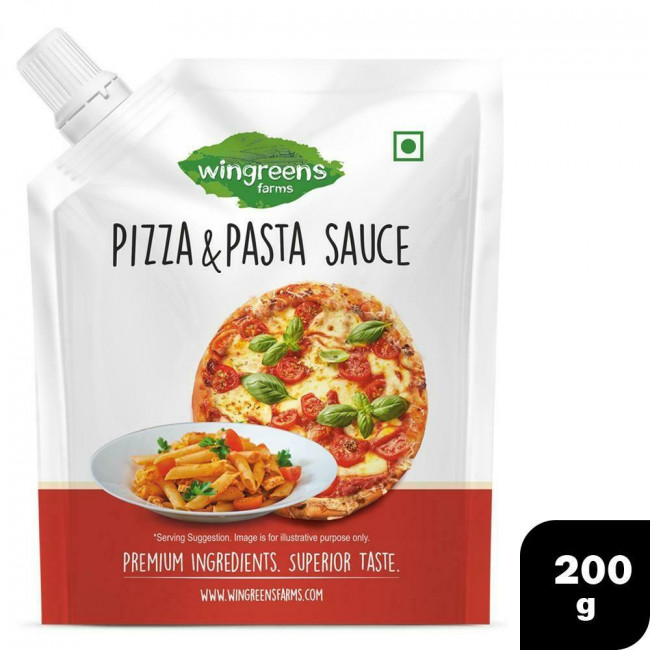 wingreens
farms
PIZZA & PASTA SAUCE
*Serving Suggestion. Image is for illustrative purpose only.
PREMIUM INGREDIENTS. SUPERIOR TASTE.
WWW.WINGREENSFARMS.COM
200
g